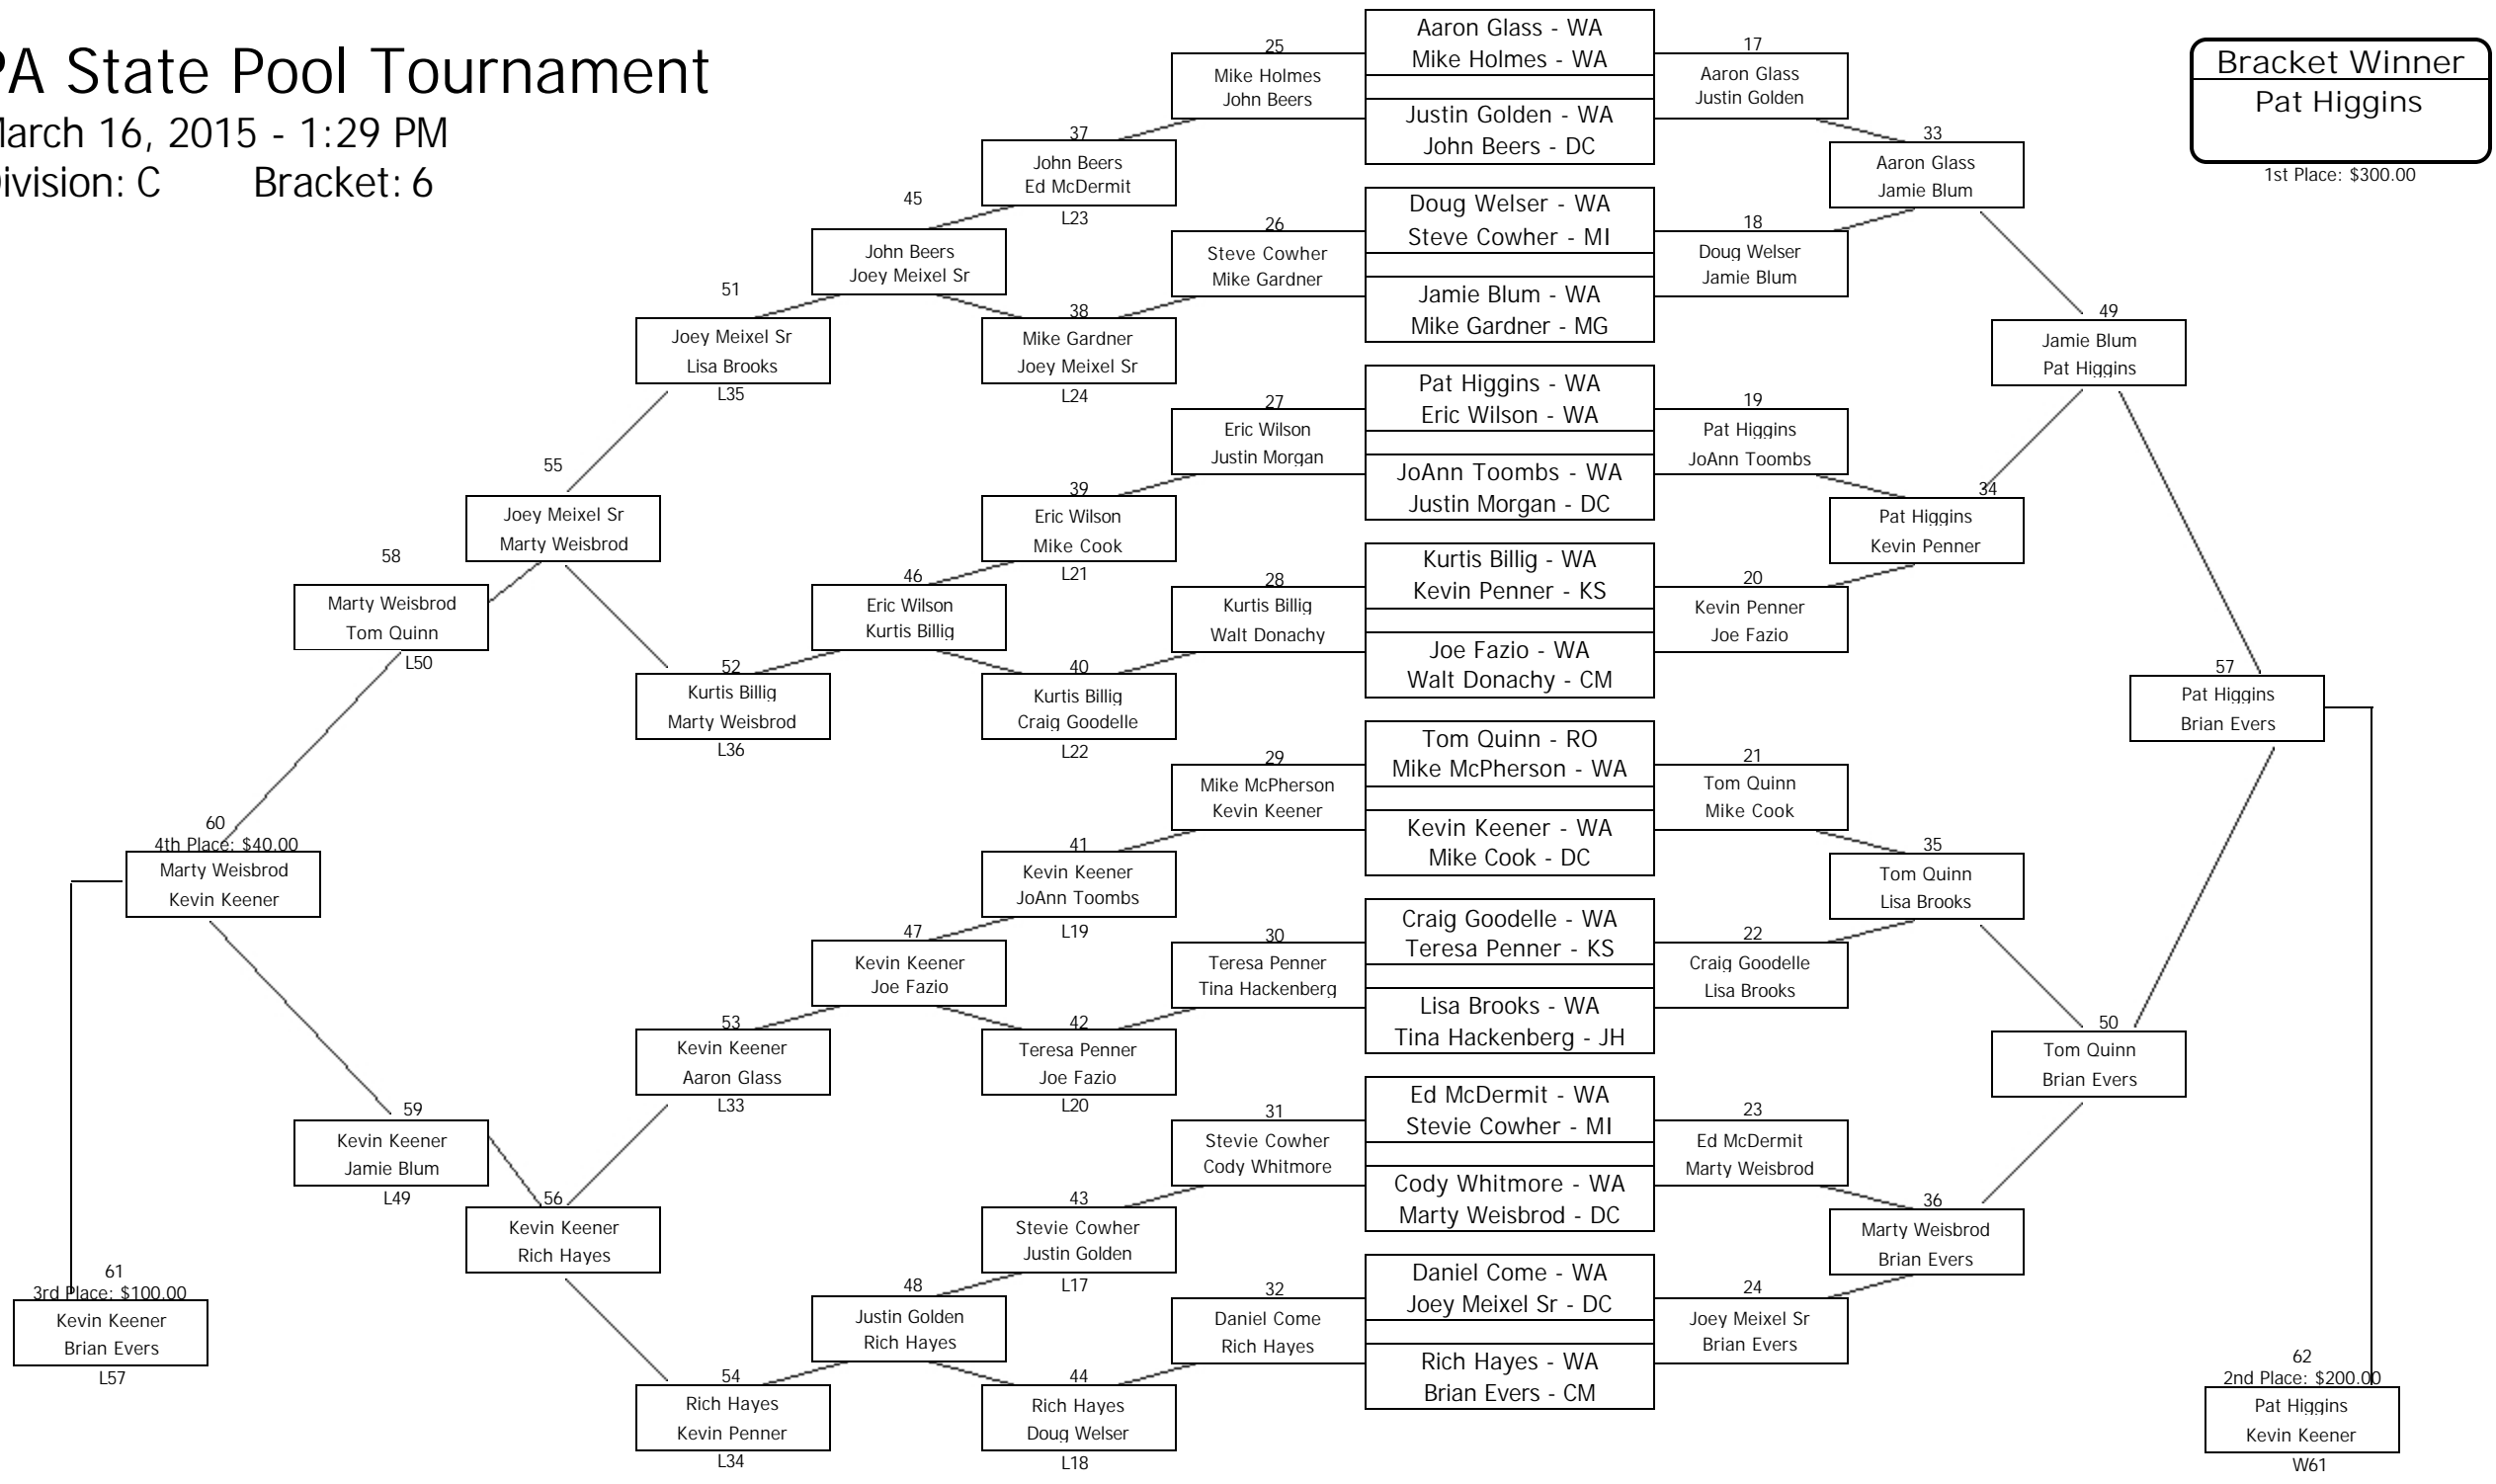 PA State Pool Tournament
March 16, 2015 - 1:29 PM
Division: C Bracket: 6
Bracket Winner
Pat Higgins
1st Place: $300.00
Aaron Glass - WA
Mike Holmes - WA
Justin Golden - WA
John Beers - DC
Doug Welser - WA
Steve Cowher - MI
Jamie Blum - WA
Mike Gardner - MG
Pat Higgins - WA
Eric Wilson - WA
JoAnn Toombs - WA
Justin Morgan - DC
Kurtis Billig - WA
Kevin Penner - KS
Joe Fazio - WA
Walt Donachy - CM
Tom Quinn - RO
Mike McPherson - WA
Kevin Keener - WA
Mike Cook - DC
Craig Goodelle - WA
Teresa Penner - KS
Lisa Brooks - WA
Tina Hackenberg - JH
Ed McDermit - WA
Stevie Cowher - MI
Cody Whitmore - WA
Marty Weisbrod - DC
Daniel Come - WA
Joey Meixel Sr - DC
Rich Hayes - WA
Brian Evers - CM
17
Aaron Glass
Justin Golden
18
Doug Welser
Jamie Blum
19
Pat Higgins
JoAnn Toombs
20
Kevin Penner
Joe Fazio
21
Tom Quinn
Mike Cook
22
Craig Goodelle
Lisa Brooks
23
Ed McDermit
Marty Weisbrod
24
Joey Meixel Sr
Brian Evers
33
Aaron Glass
Jamie Blum
34
Pat Higgins
Kevin Penner
35
Tom Quinn
Lisa Brooks
36
Marty Weisbrod
Brian Evers
49
Jamie Blum
Pat Higgins
50
Tom Quinn
Brian Evers
57
Pat Higgins
Brian Evers
62
2nd Place: $200.00
Pat Higgins
Kevin Keener
W61
25
Mike Holmes
John Beers
26
Steve Cowher
Mike Gardner
27
Eric Wilson
Justin Morgan
28
Kurtis Billig
Walt Donachy
29
Mike McPherson
Kevin Keener
30
Teresa Penner
Tina Hackenberg
31
Stevie Cowher
Cody Whitmore
32
Daniel Come
Rich Hayes
37
John Beers
Ed McDermit
L23
38
Mike Gardner
Joey Meixel Sr
L24
39
Eric Wilson
Mike Cook
L21
40
Kurtis Billig
Craig Goodelle
L22
41
Kevin Keener
JoAnn Toombs
L19
42
Teresa Penner
Joe Fazio
L20
43
Stevie Cowher
Justin Golden
L17
44
Rich Hayes
Doug Welser
L18
45
John Beers
Joey Meixel Sr
46
Eric Wilson
Kurtis Billig
47
Kevin Keener
Joe Fazio
48
Justin Golden
Rich Hayes
51
Joey Meixel Sr
Lisa Brooks
L35
52
Kurtis Billig
Marty Weisbrod
L36
53
Kevin Keener
Aaron Glass
L33
54
Rich Hayes
Kevin Penner
L34
55
Joey Meixel Sr
Marty Weisbrod
56
Kevin Keener
Rich Hayes
58
Marty Weisbrod
Tom Quinn
L50
59
Kevin Keener
Jamie Blum
L49
60
4th Place: $40.00
Marty Weisbrod
Kevin Keener
61
3rd Place: $100.00
Kevin Keener
Brian Evers
L57